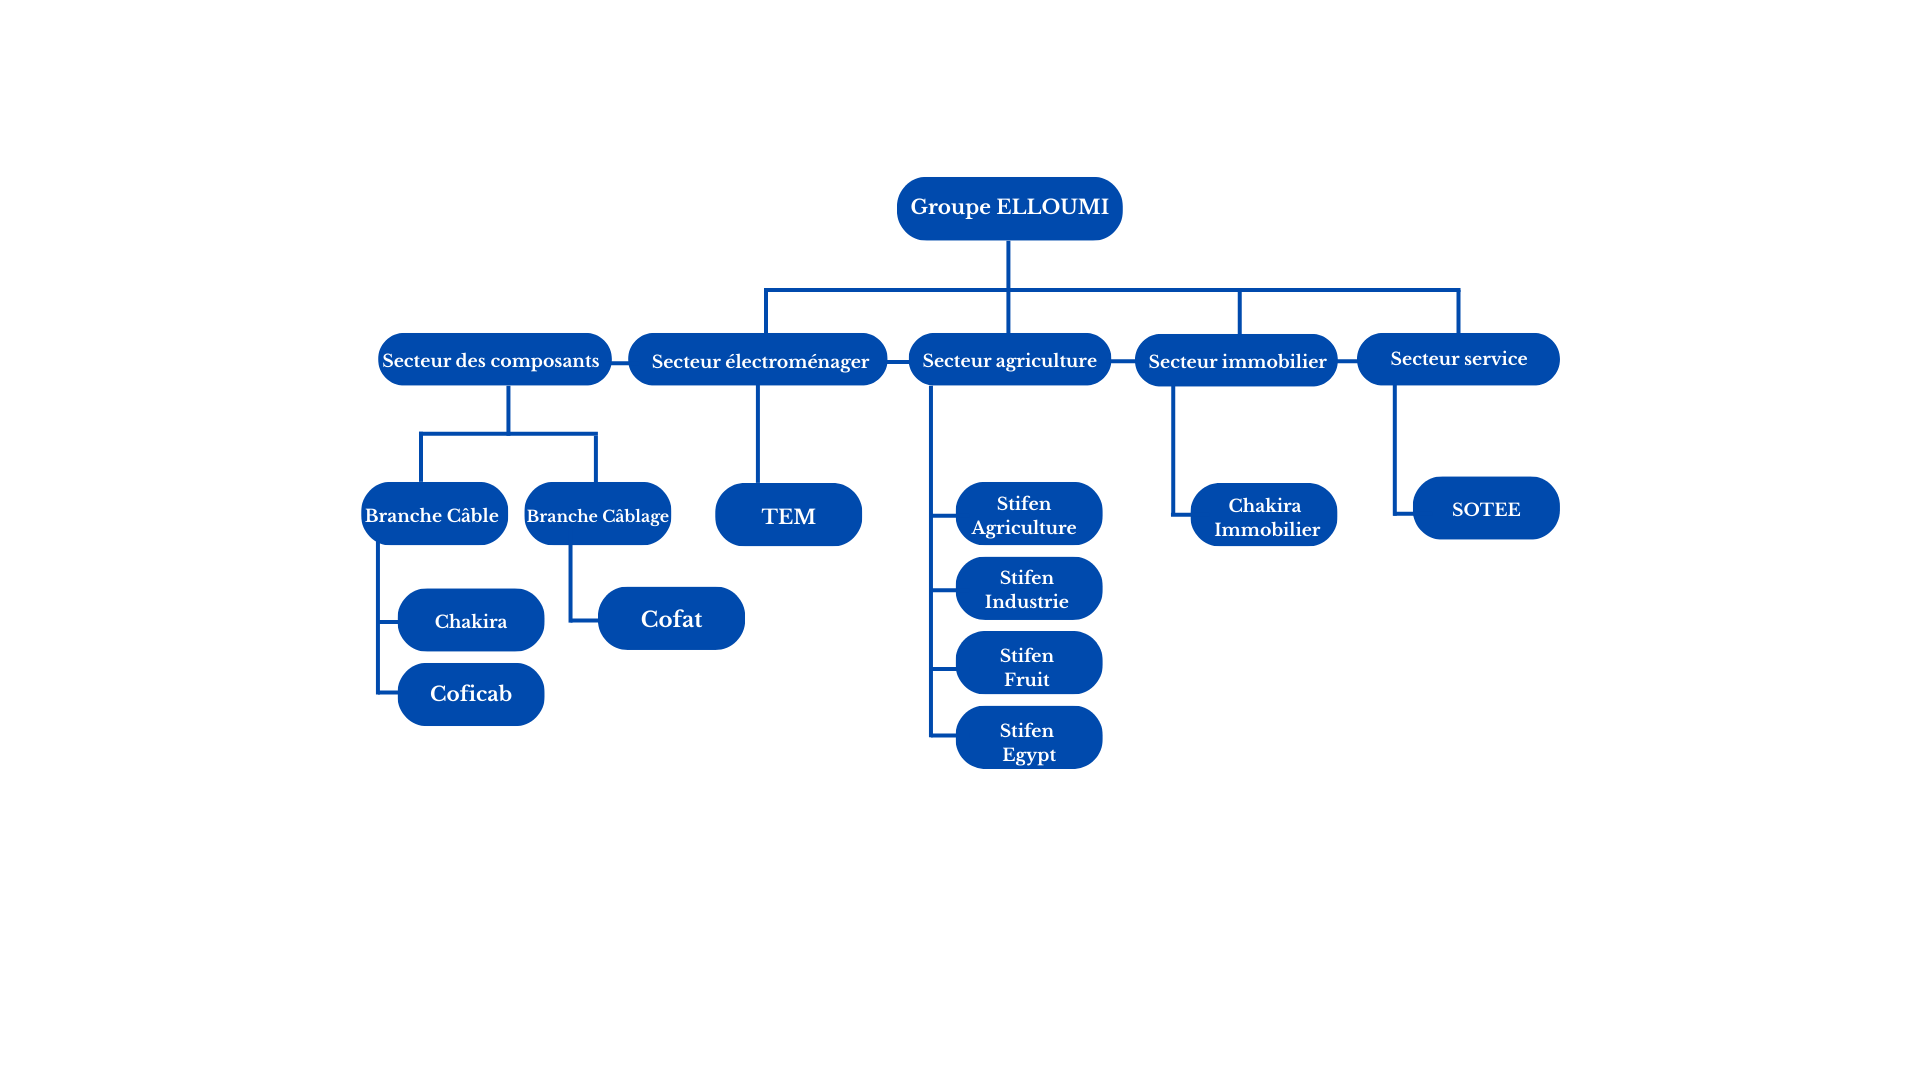 Groupe ELLOUMI
Secteur des composants
Secteur électroménager
Secteur agriculture
Secteur immobilier
Secteur service
Branche Câble
Branche Câblage
TEM
Stifen
Agriculture
Chakira
Immobilier
SOTEE
Stifen
Industrie
Chakira
Cofat
Stifen
Fruit
Coficab
Stifen
Egypt